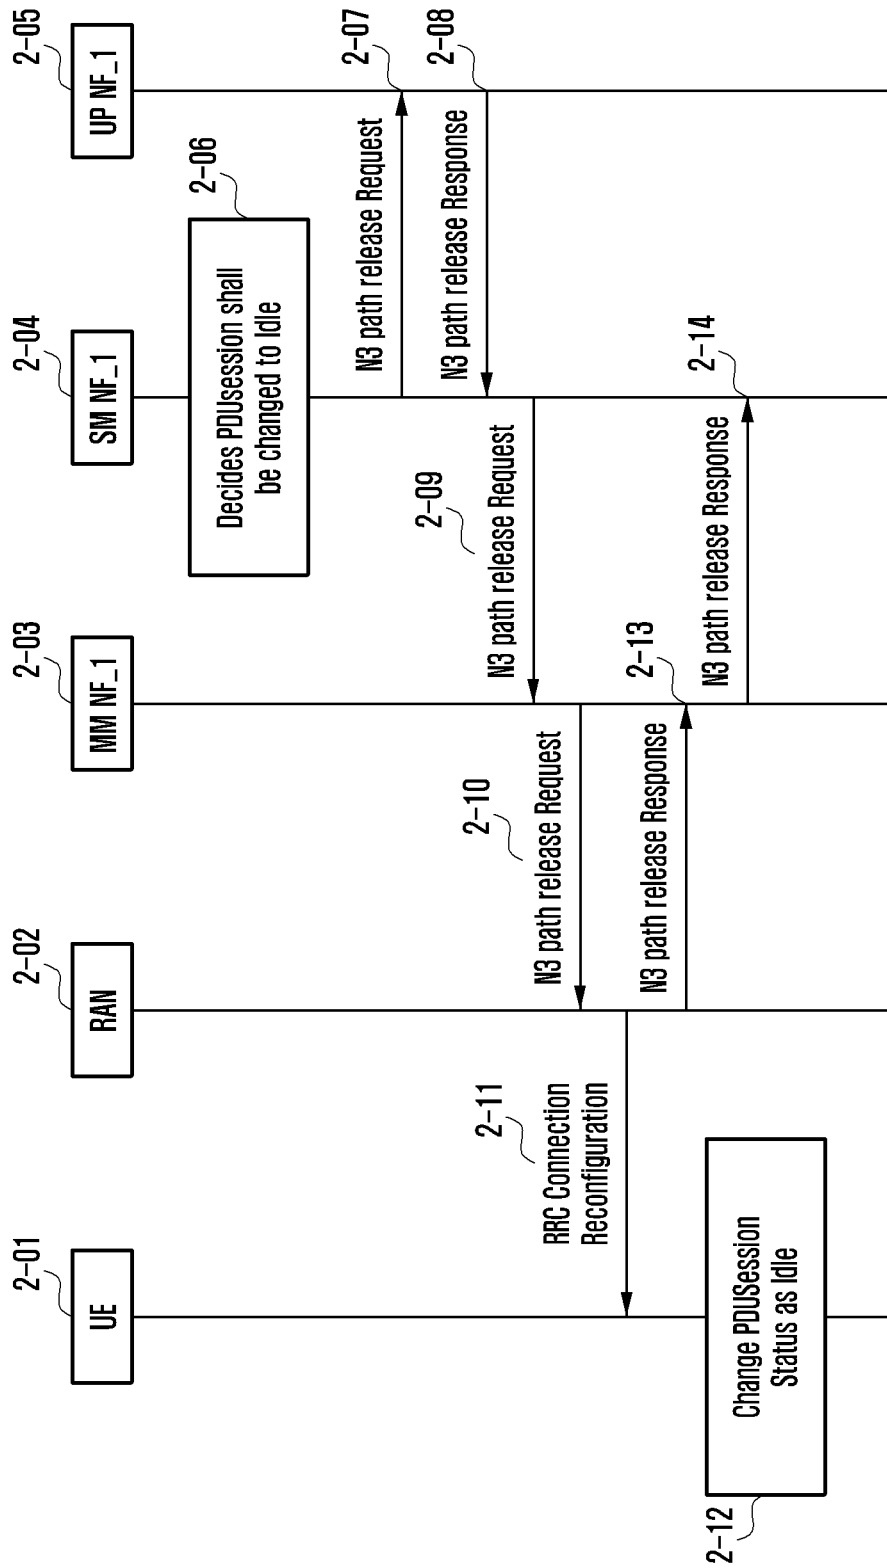 2-01
UE
2-02
RAN
2-03
MM NF_1
2-04
SM NF_1
2-05
UP NF_1
2-06
Decides PDUsession shall
be changed to Idle
N3 path release Request
2-07
N3 path release Response
2-08
2-09
N3 path release Request
2-10
N3 path release Request
2-11
RRC Connection
Reconfiguration
N3 path release Response
2-13
Change PDUSession
Status as Idle
2-12
N3 path release Response
2-14